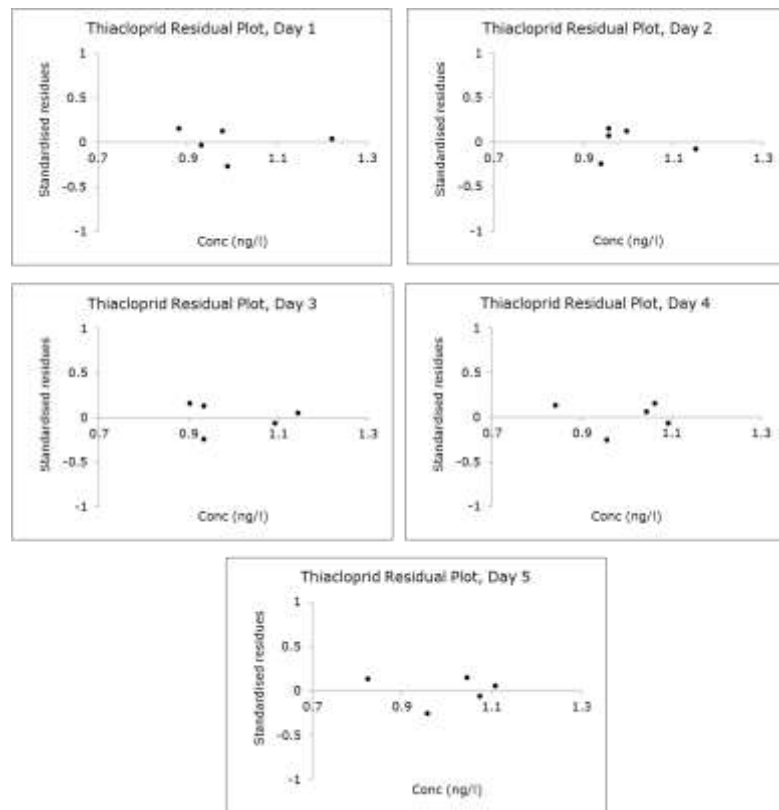 Thiacloprid Residual Plot, Day 1
1
0.5
0
-0.5
-1
0.7 0.9 1.1 1.3
Standardised residues
Conc (ng/l)
Thiacloprid Residual Plot, Day 2
1
0.5
0
-0.5
-1
0.7 0.9 1.1 1.3
Standardised residues
Conc (ng/l)
Thiacloprid Residual Plot, Day 3
1
0.5
0
-0.5
-1
0.7 0.9 1.1 1.3
Standardised residues
Conc (ng/l)
Thiacloprid Residual Plot, Day 4
1
0.5
0
-0.5
-1
0.7 0.9 1.1 1.3
Standardised residues
Conc (ng/l)
Thiacloprid Residual Plot, Day 5
1
0.5
0
-0.5
-1
0.7 0.9 1.1 1.3
Standardised residues
Conc (ng/l)